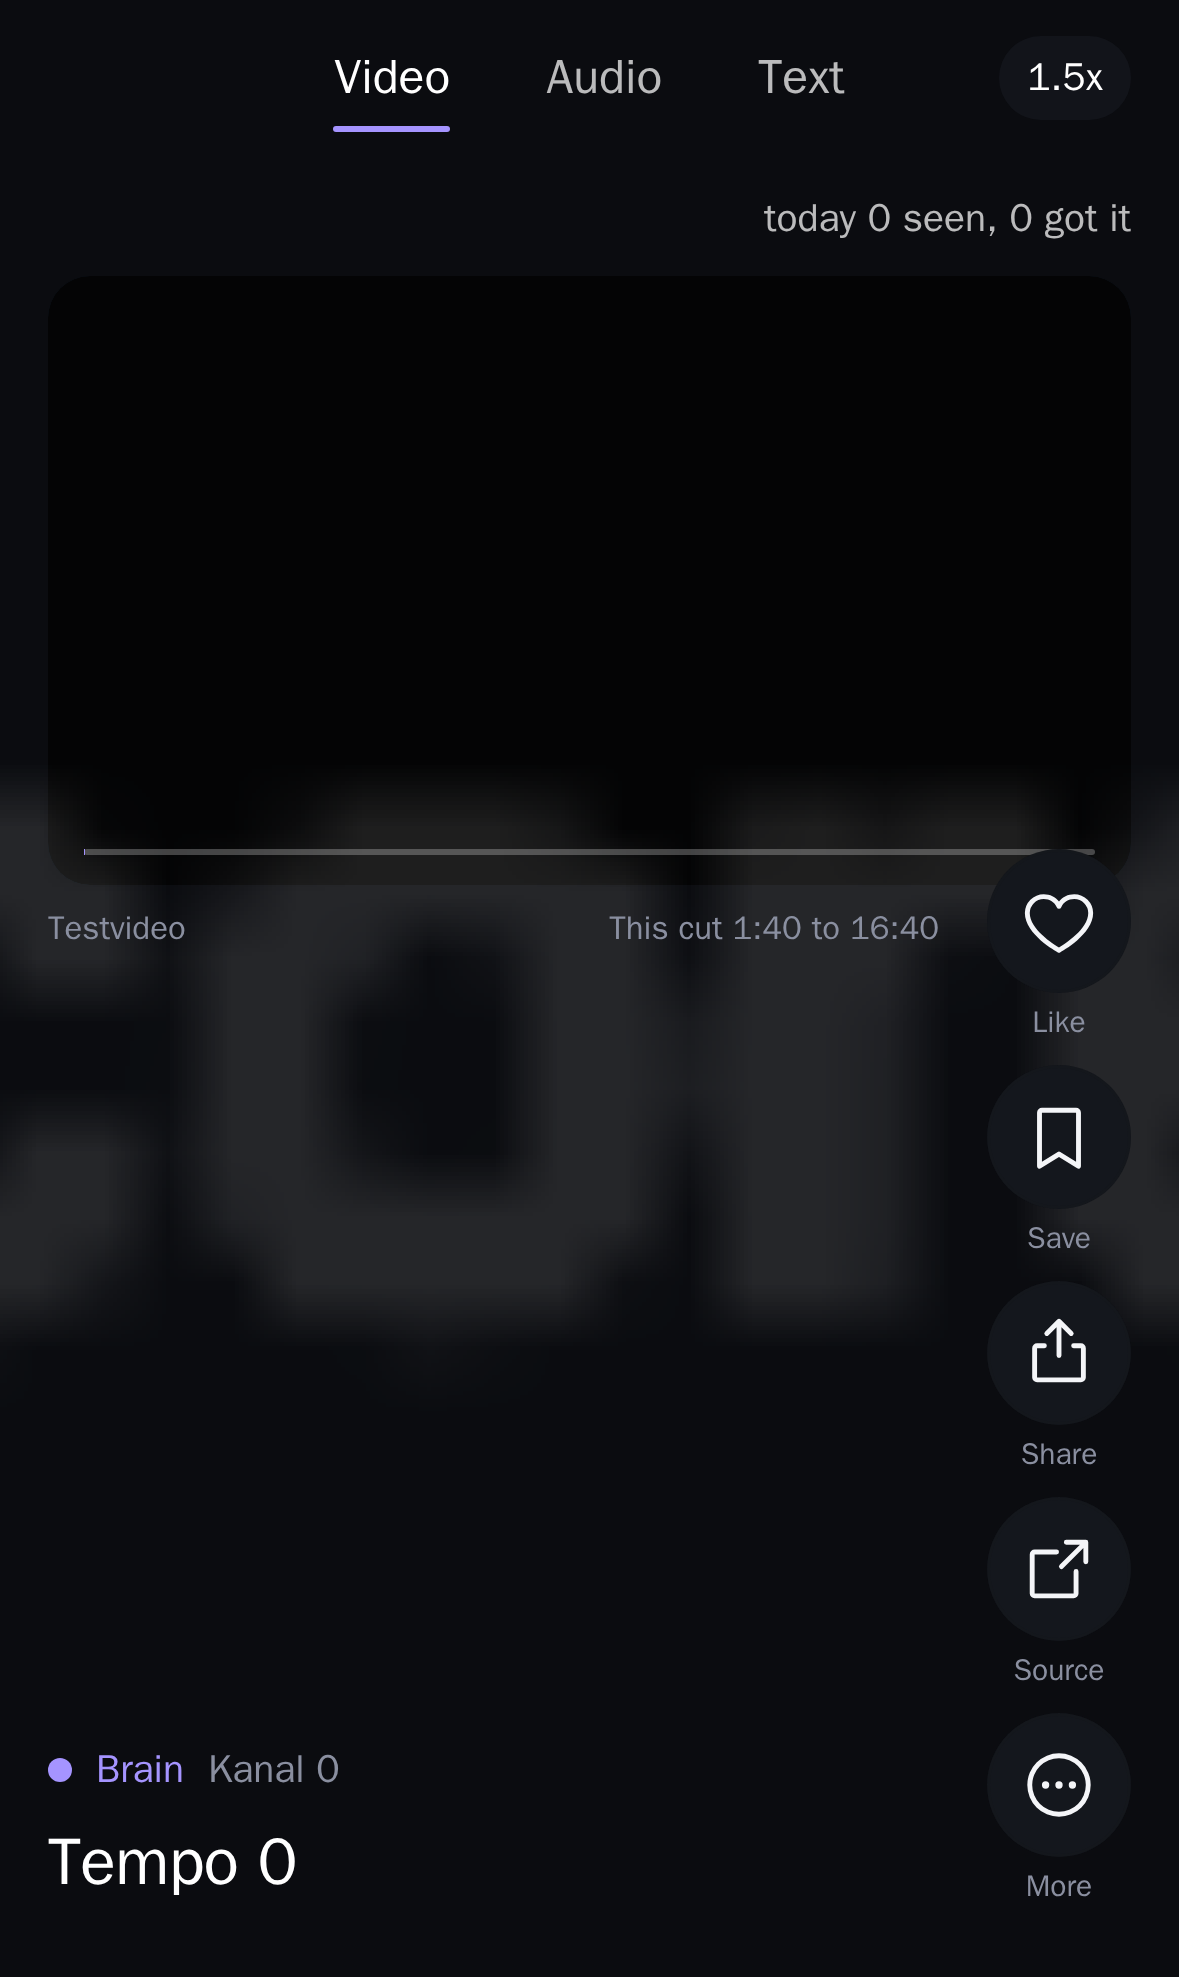 Video Audio Text 1.5x
today 0 seen, 0 got it
Testvideo This cut 1:40 to 16:40
Like
Save
Share
Source
Brain Kanal 0
Tempo 0
More